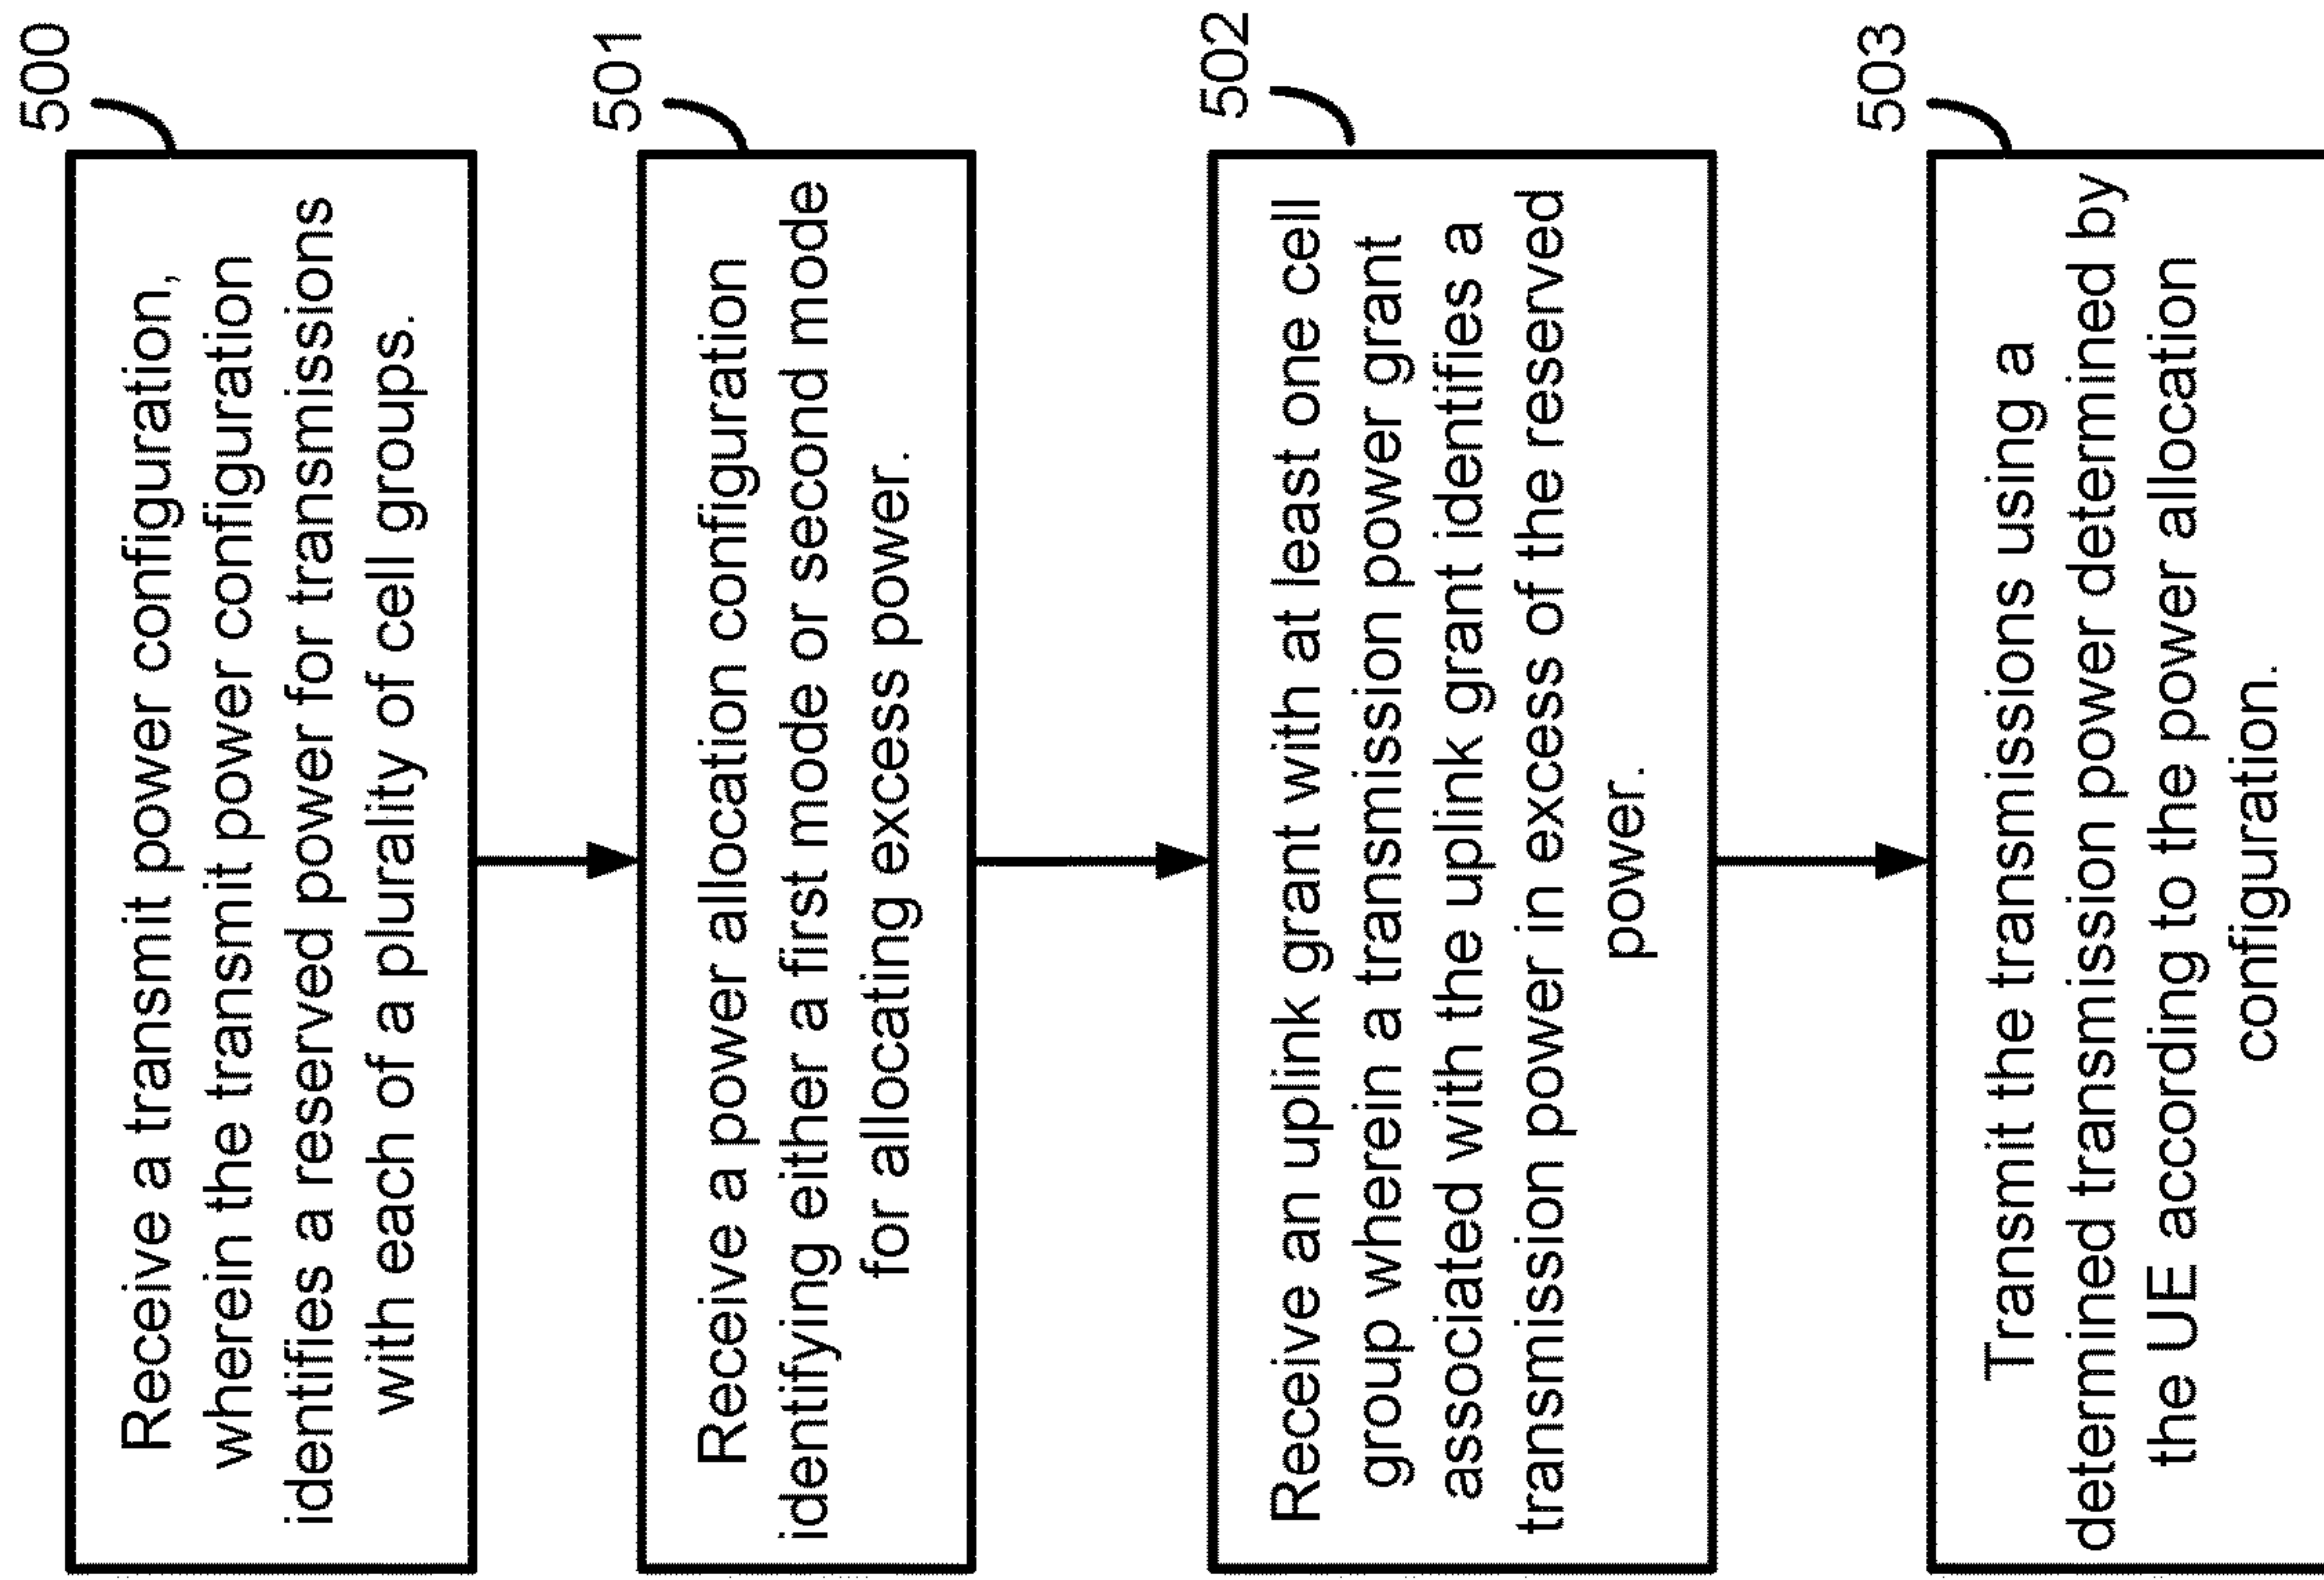 500
Receive a transmit power configuration,
wherein the transmit power configuration
identifies a reserved power for transmissions
with each of a plurality of cell groups.
501
Receive a power allocation configuration
identifying either a first mode or second mode
for allocating excess power.
502
Receive an uplink grant with at least one cell
group wherein a transmission power grant
associated with the uplink grant identifies a
transmission power in excess of the reserved
power.
503
Transmit the transmissions using a
determined transmission power determined by
the UE according to the power allocation
configuration.